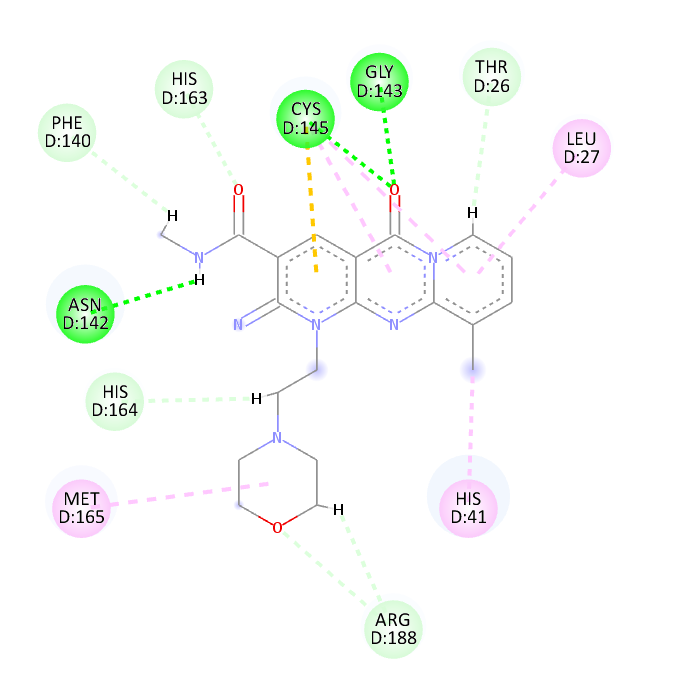 HIS
D:163
PHE
D:140
CYS
D:145
GLY
D:143
THR
D:26
LEU
D:27
O
O
H
H
N
H
N
ASN
D:142
N
N
N
HIS
D:164
H
N
MET
D:165
HIS
D:41
H
O
ARG
D:188